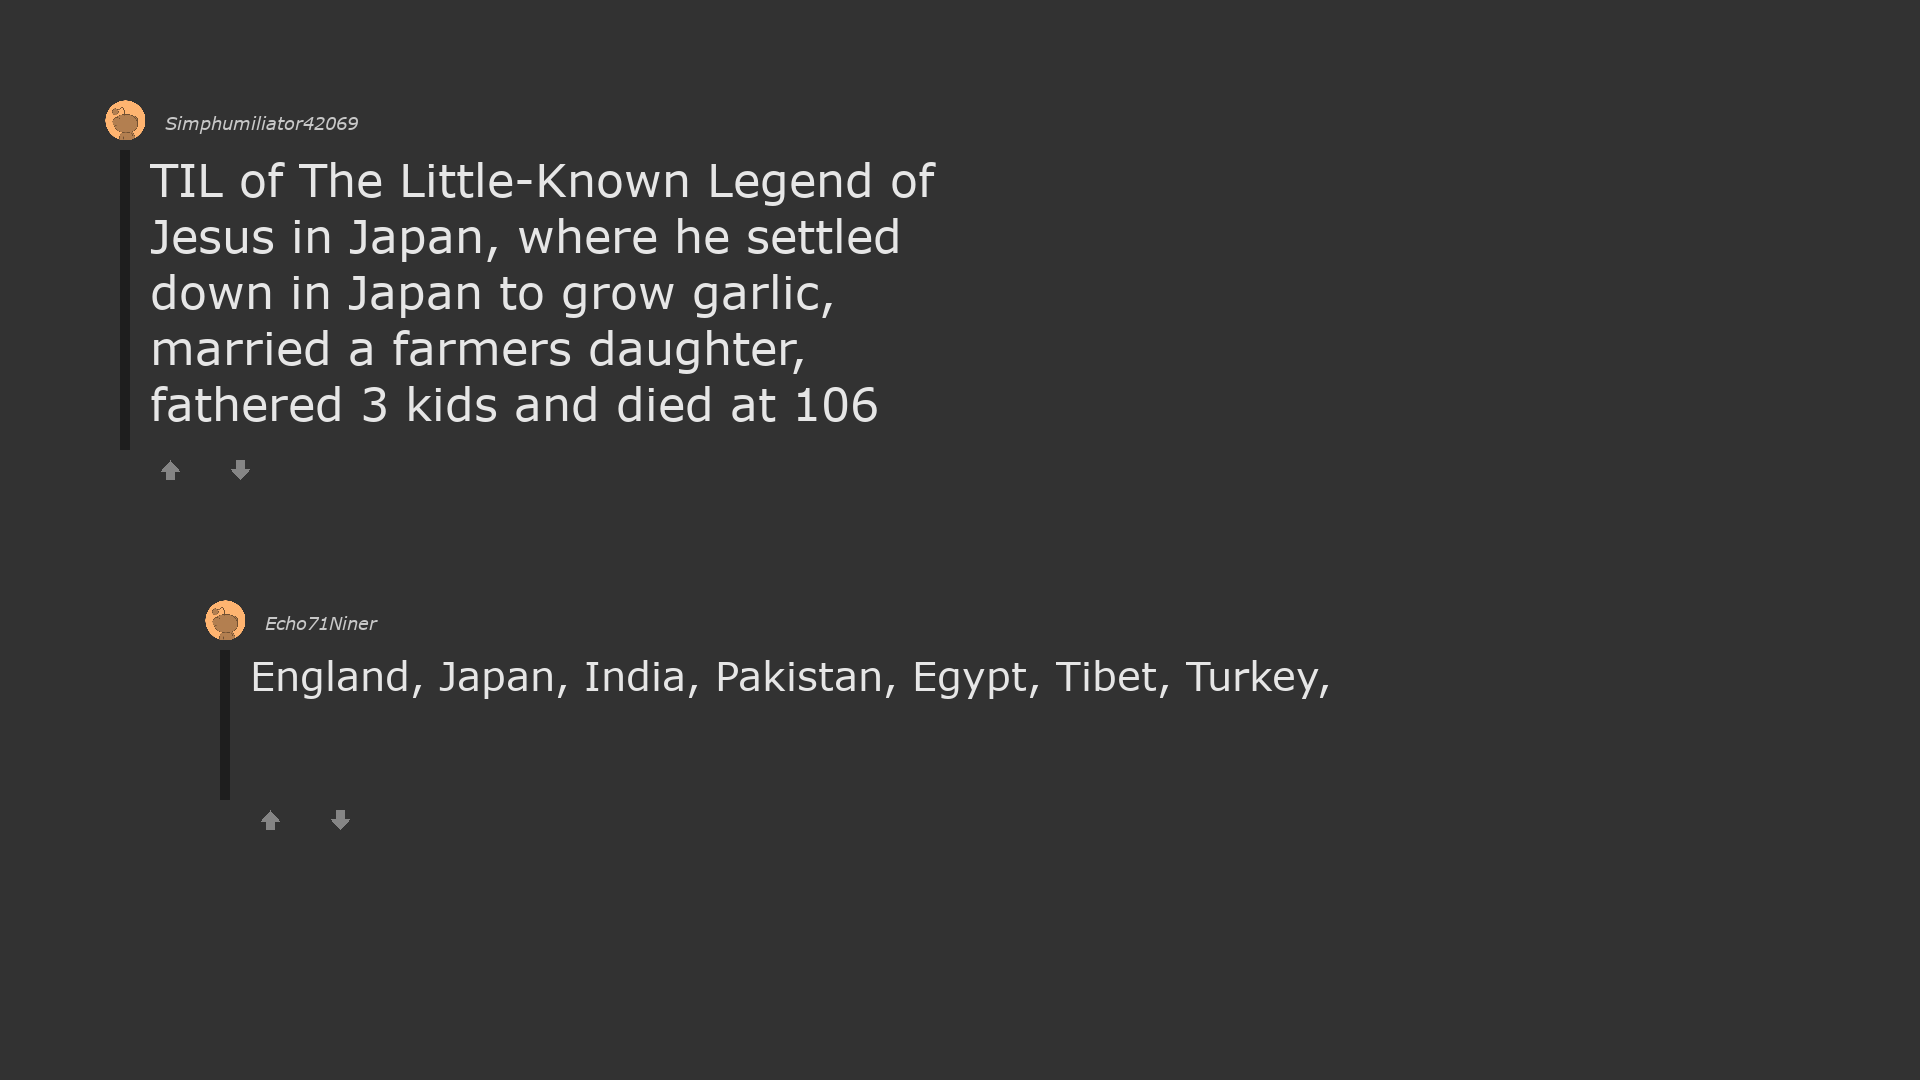 Simphumiliator42069
TIL of The Little-Known Legend of
Jesus in Japan, where he settled
down in Japan to grow garlic,
married a farmers daughter,
fathered 3 kids and died at 106
Echo71Niner
England, Japan, India, Pakistan, Egypt, Tibet, Turkey,